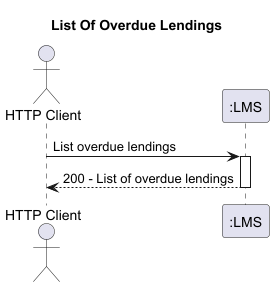 List Of Overdue Lendings
HTTP Client
:LMS
List overdue lendings
200 - List of overdue lendings
HTTP Client
:LMS